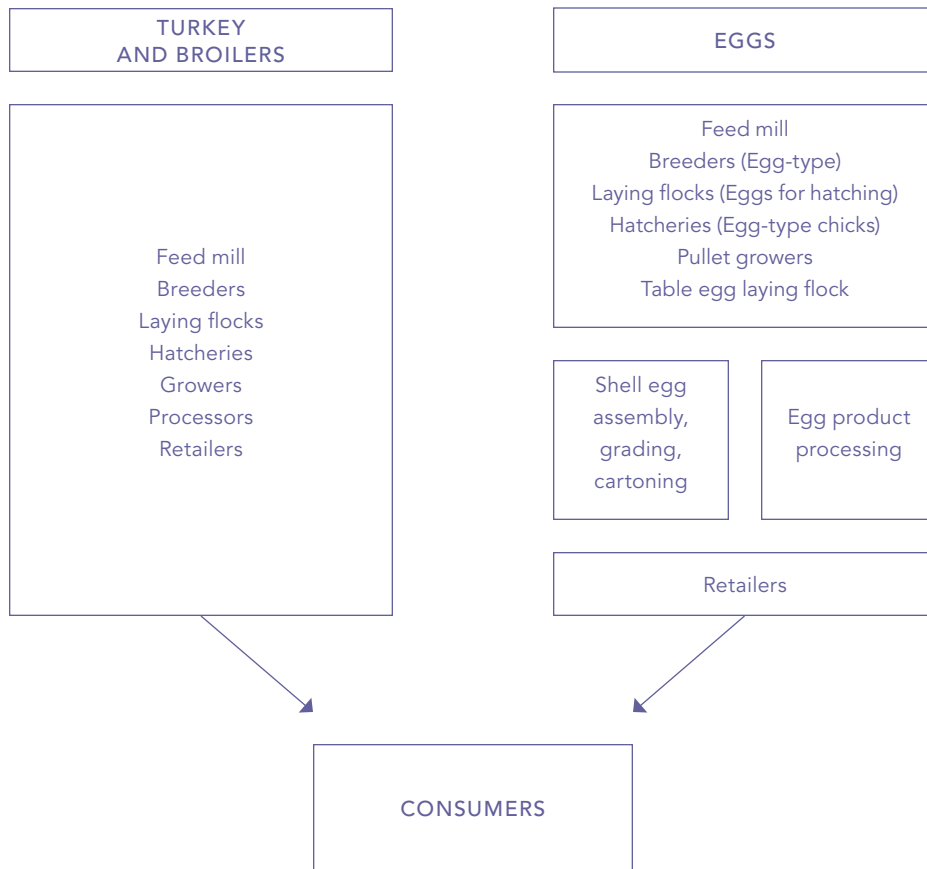 TURKEY
AND BROILERS
Feed mill
Breeders
Laying flocks
Hatcheries
Growers
Processors
Retailers
EGGS
Feed mill
Breeders (Egg-type)
Laying flocks (Eggs for hatching)
Hatcheries (Egg-type chicks)
Pullet growers
Table egg laying flock
Shell egg
assembly,
grading,
cartoning
Egg product
processing
Retailers
CONSUMERS